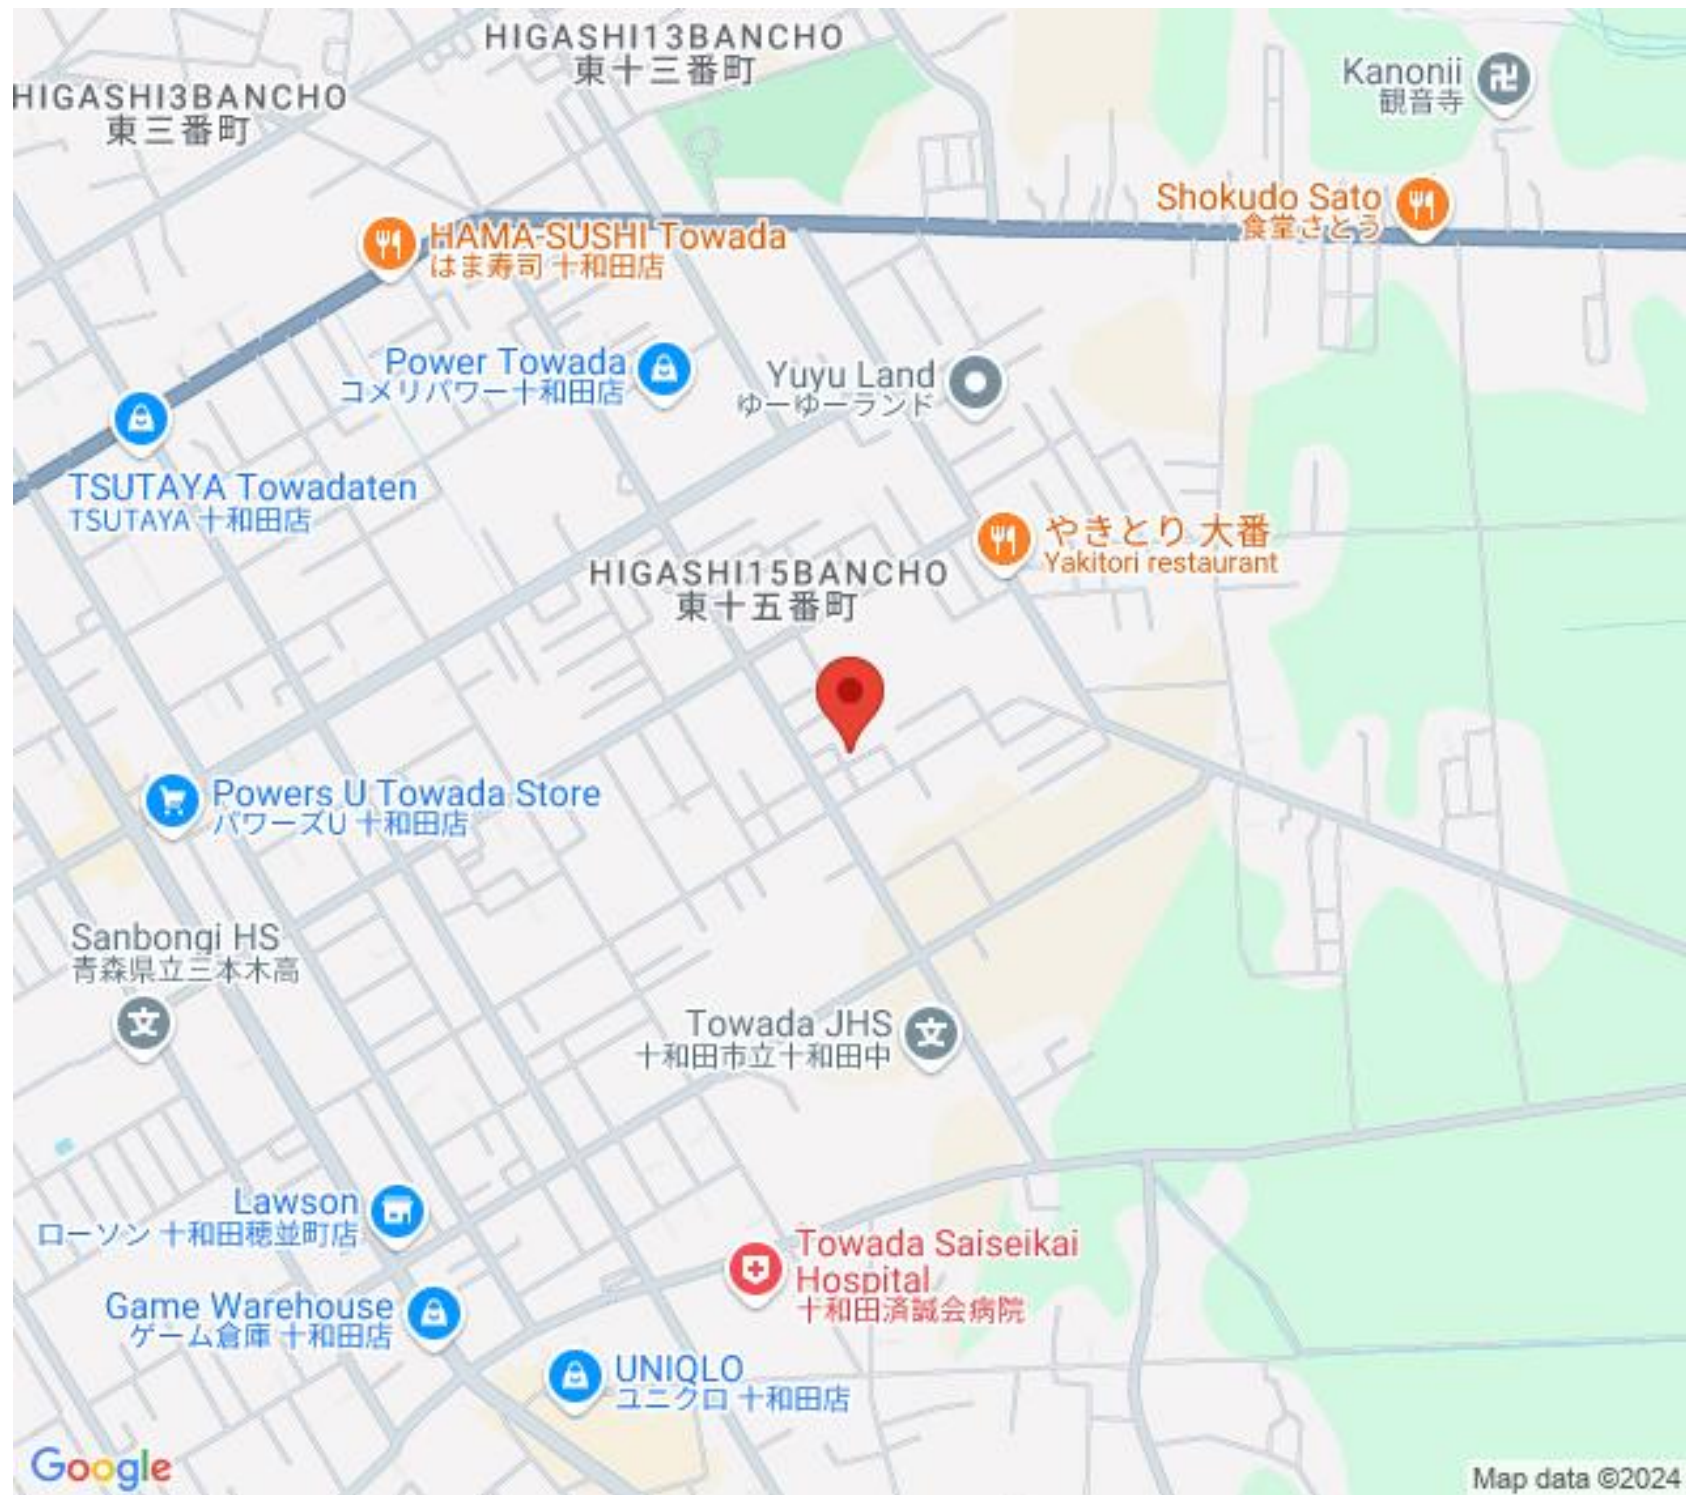 HIGASHI13BANCHO
東十三番町
HIGASHI3BANCHO
東三番町
Kanonii
観音寺
卍
Shokudo Sato
食堂さとう
HAMA-SUSHI Towada
はま寿司 十和田店
Power Towada
コメリパワー十和田店
Yuyu Land
ゆーゆーランド
TSUTAYA Towadaten
TSUTAYA 十和田店
やきとり 大番
Yakitori restaurant
HIGASHI15BANCHO
東十五番町
Powers U Towada Store
パワーズU 十和田店
Sanbongi HS
青森県立三本木高
文
Towada JHS
十和田市立十和田中
文
Lawson
ローソン 十和田穂並町店
Towada Saiseikai
Hospital
十和田済誠会病院
Game Warehouse
ゲーム倉庫 十和田店
UNIQLO
ユニクロ 十和田店
Google
Map data ©2024